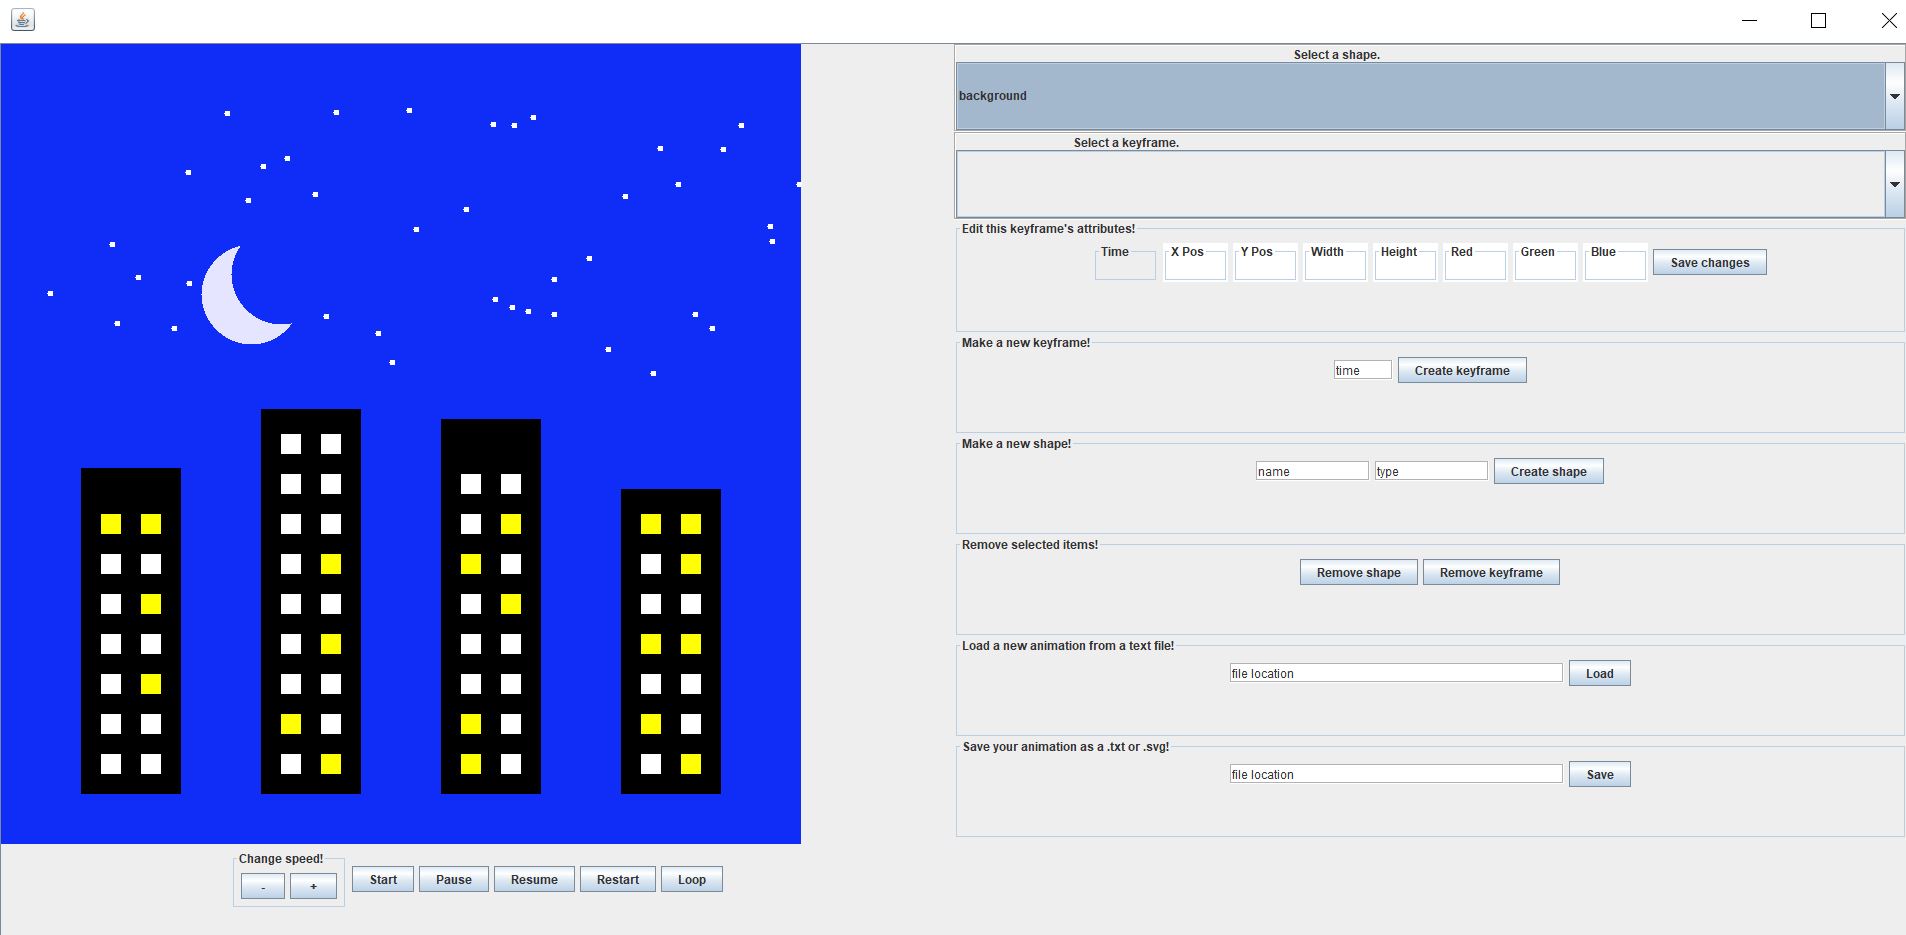 Select a shape.
background
Select a keyframe.
Edit this keyframe's attributes!
Time X Pos Y Pos Width Height Red Green Blue Save changes
Make a new keyframe!
time Create keyframe
Make a new shape!
name type Create shape
Remove selected items!
Remove shape Remove keyframe
Load a new animation from a text file!
file location Load
Save your animation as a .txt or .svg!
file location Save
Change speed!
- + Start Pause Resume Restart Loop